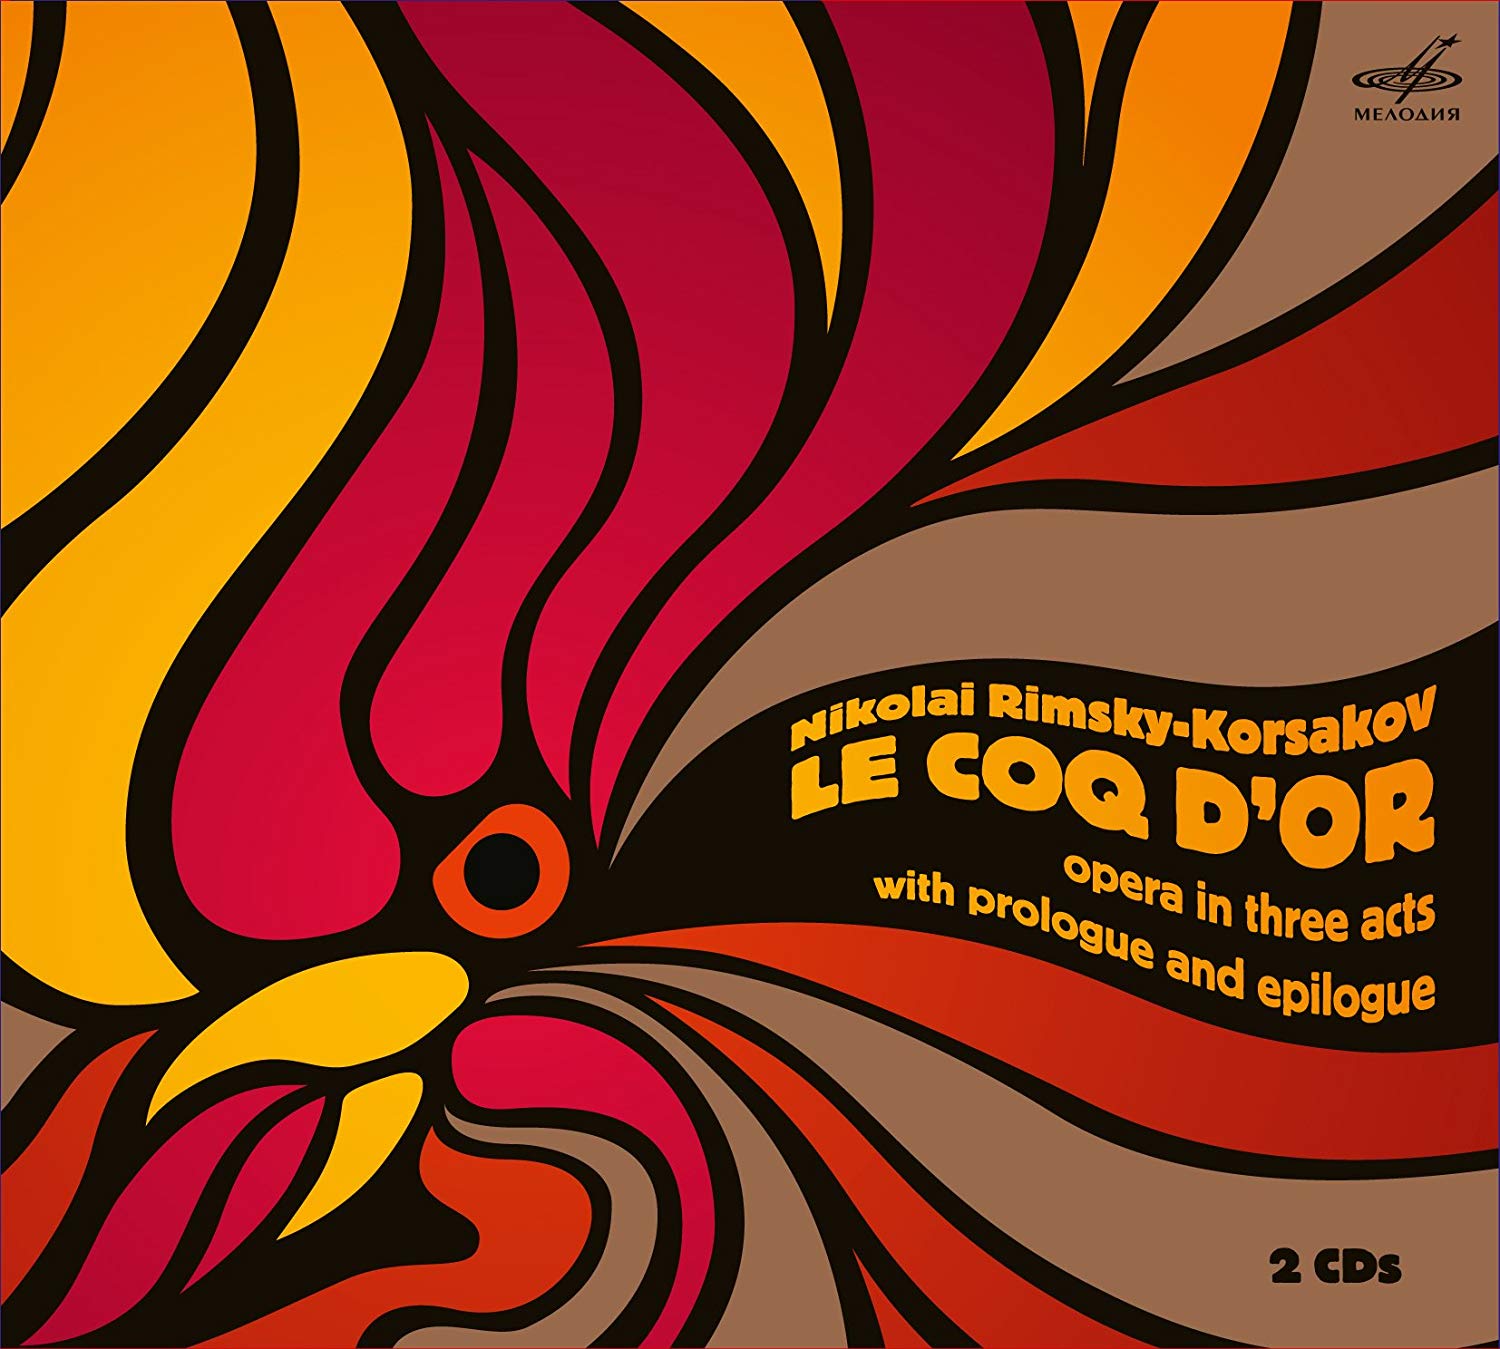 МЕЛОДИЯ
Nikolai Rimsky-Korsakov
LE COQ D'OR
opera in three acts
with prologue and epilogue
2 CDs